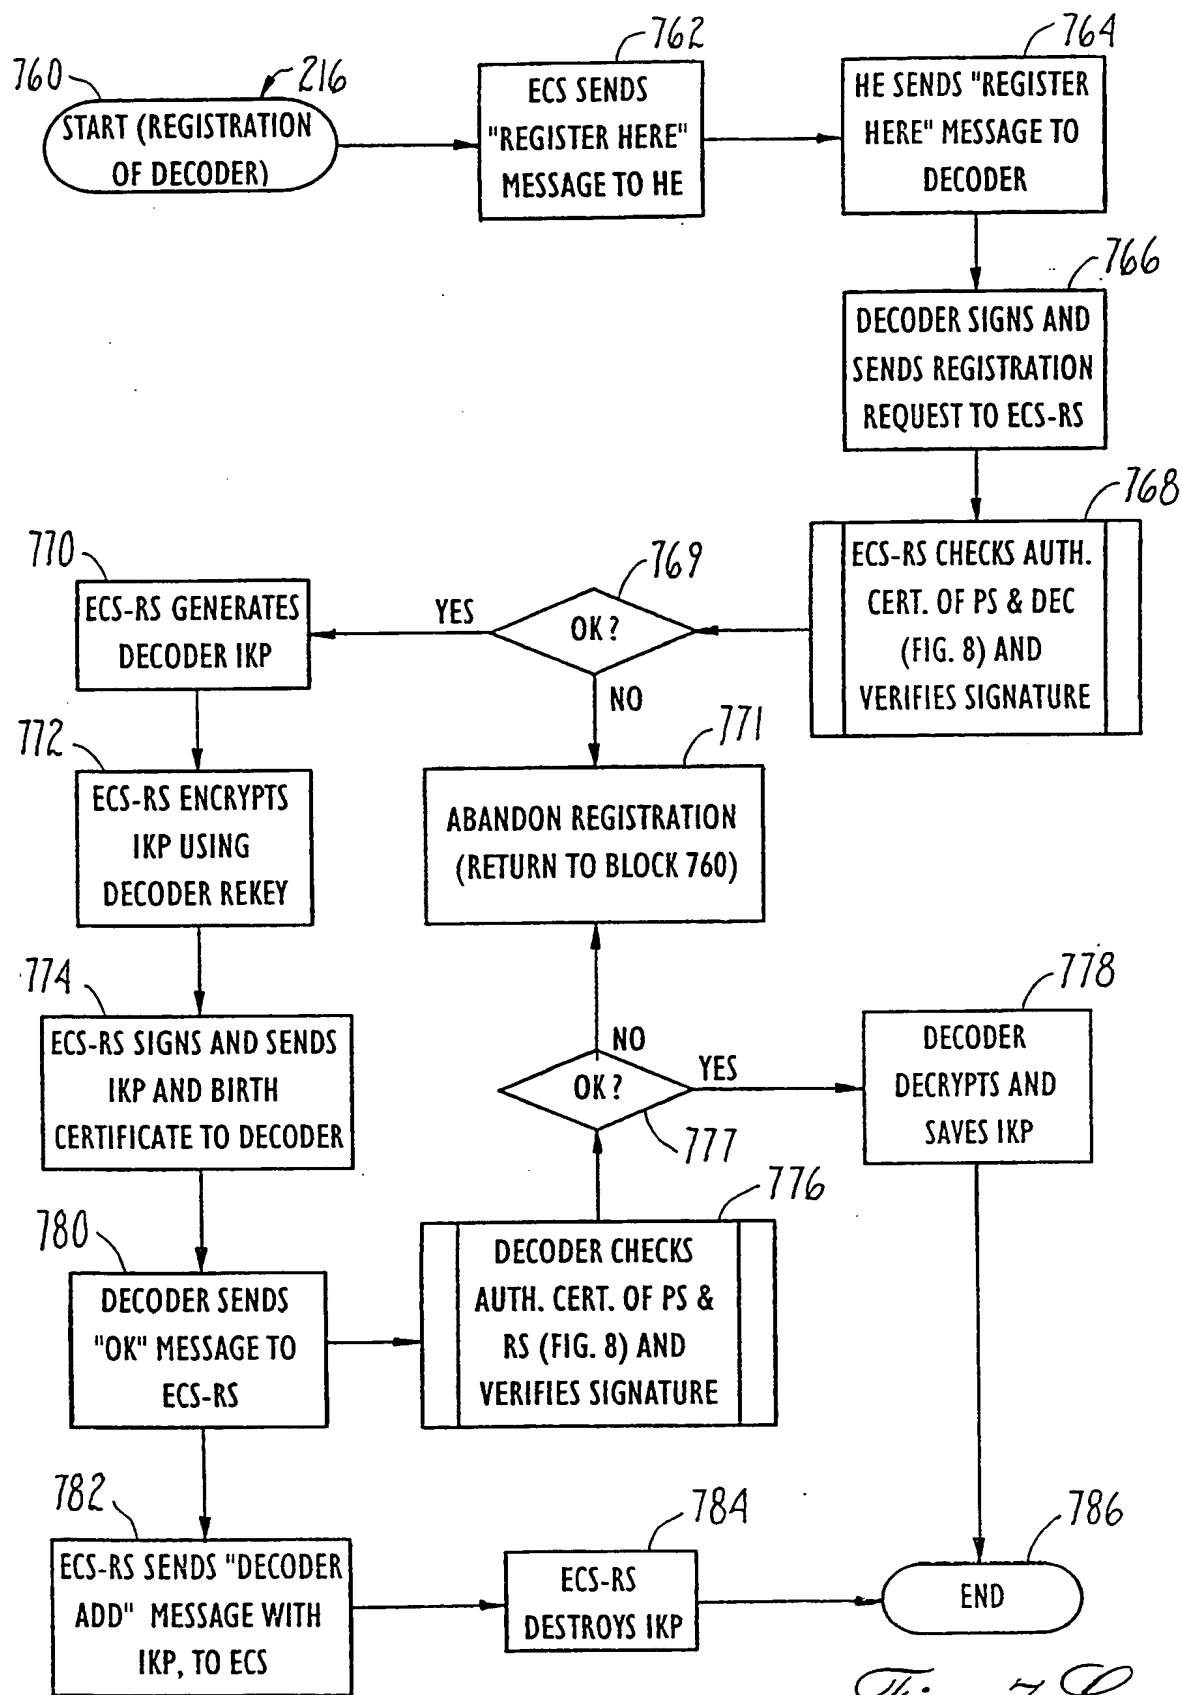 760
216
START (REGISTRATION
OF DECODER)
762
ECS SENDS
"REGISTER HERE"
MESSAGE TO HE
764
HE SENDS "REGISTER
HERE" MESSAGE TO
DECODER
766
DECODER SIGNS AND
SENDS REGISTRATION
REQUEST TO ECS-RS
768
ECS-RS CHECKS AUTH.
CERT. OF PS & DEC
(FIG. 8) AND
VERIFIES SIGNATURE
769
OK?
YES
NO
770
ECS-RS GENERATES
DECODER IKP
771
ABANDON REGISTRATION
(RETURN TO BLOCK 760)
772
ECS-RS ENCRYPTS
IKP USING
DECODER REKEY
774
ECS-RS SIGNS AND SENDS
IKP AND BIRTH
CERTIFICATE TO DECODER
NO
OK?
YES
777
778
DECODER
DECRYPTS AND
SAVES IKP
776
DECODER CHECKS
AUTH. CERT. OF PS &
RS (FIG. 8) AND
VERIFIES SIGNATURE
780
DECODER SENDS
"OK" MESSAGE TO
ECS-RS
782
ECS-RS SENDS "DECODER
ADD" MESSAGE WITH
IKP, TO ECS
784
ECS-RS
DESTROYS IKP
786
END